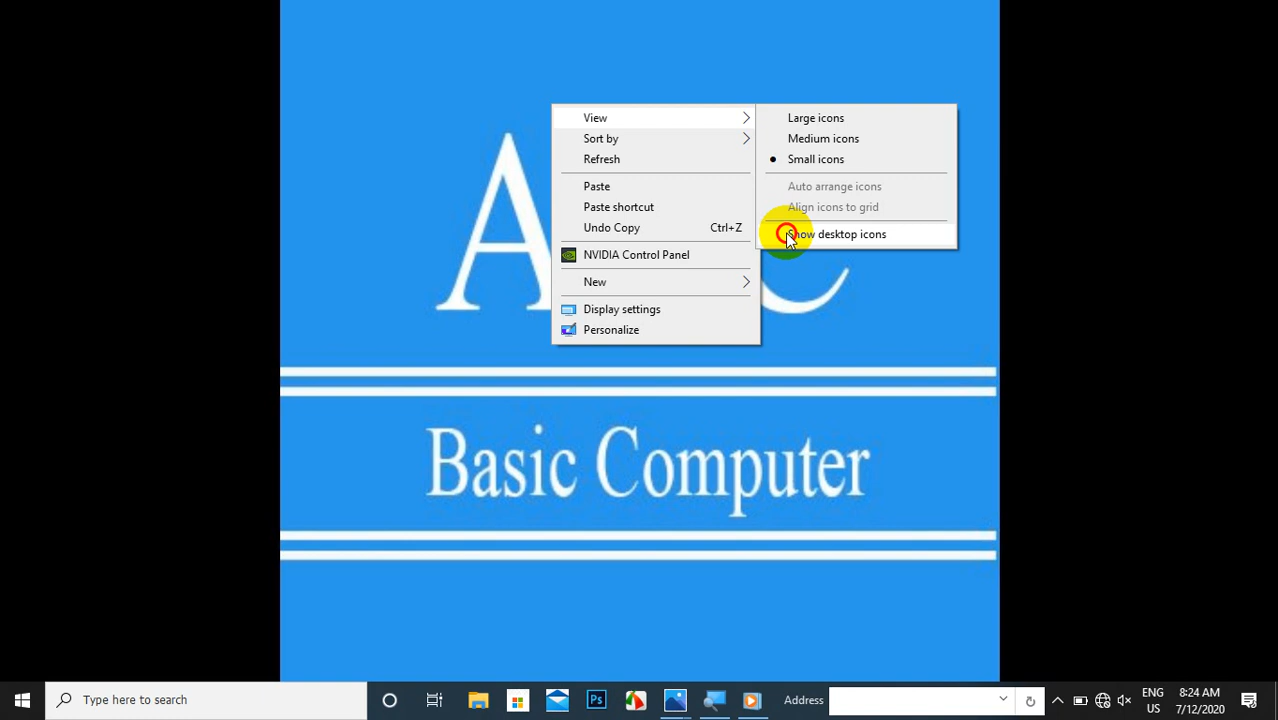 View
Sort by
Refresh
Paste
Paste shortcut
Undo Copy Ctrl+Z
NVIDIA Control Panel
New
Display settings
Personalize
Large icons
Medium icons
Small icons
Auto arrange icons
Align icons to grid
Show desktop icons
A C
Basic Computer
Type here to search
Ps
Address
ENG
US
8:24 AM
7/12/2020